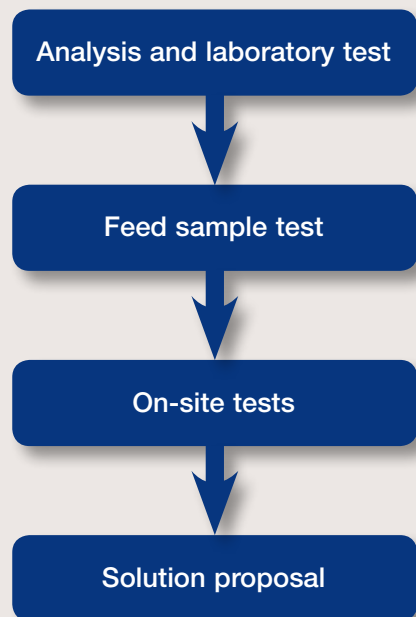 Analysis and laboratory test
Feed sample test
On-site tests
Solution proposal